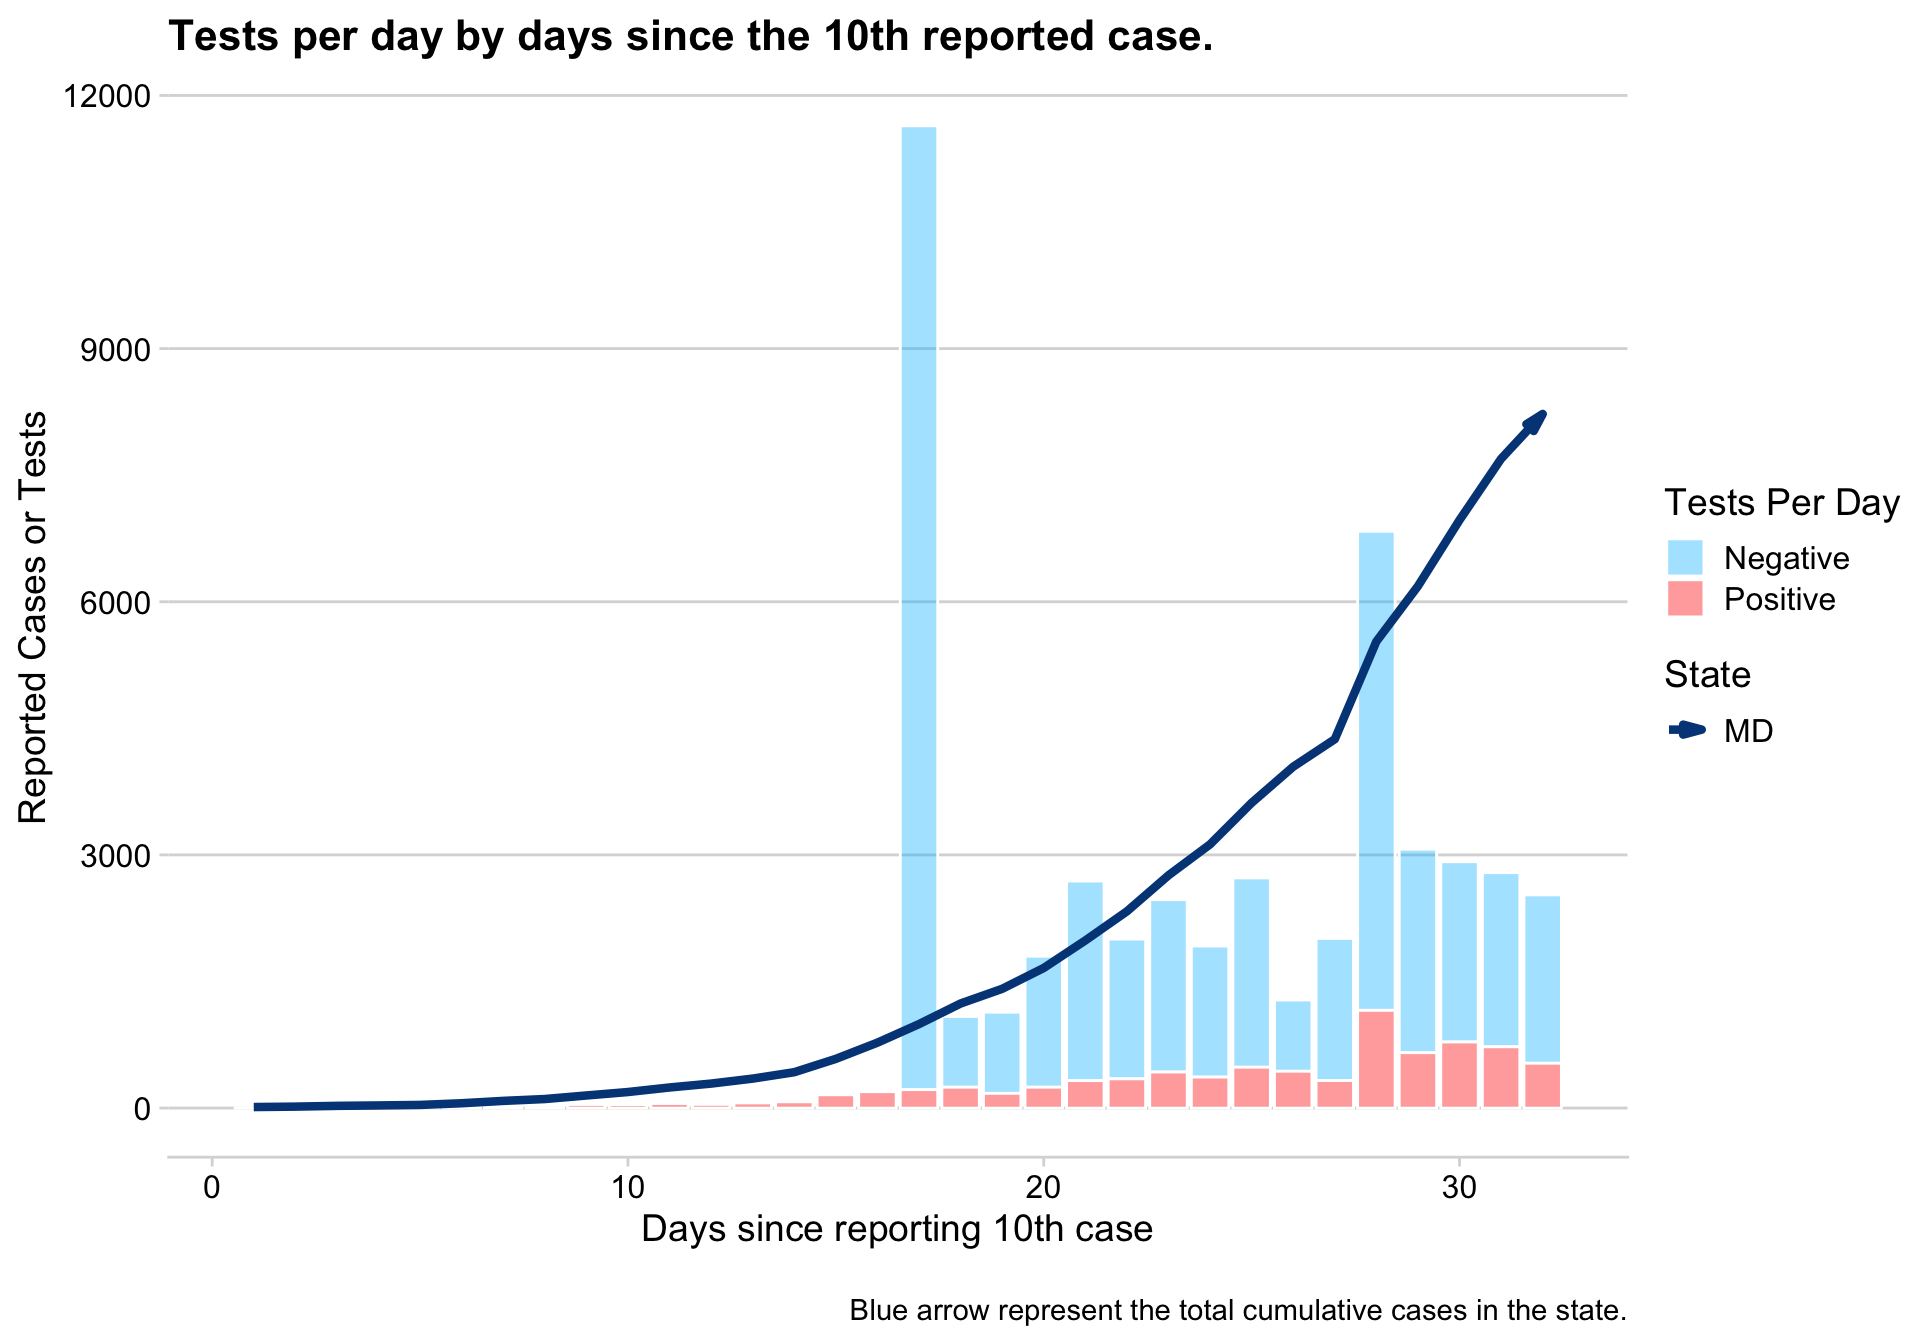 Tests per day by days since the 10th reported case.
12000
9000
6000
3000
0
Reported Cases or Tests
0 10 20 30
Days since reporting 10th case
Tests Per Day
Negative
Positive
State
MD
Blue arrow represent the total cumulative cases in the state.